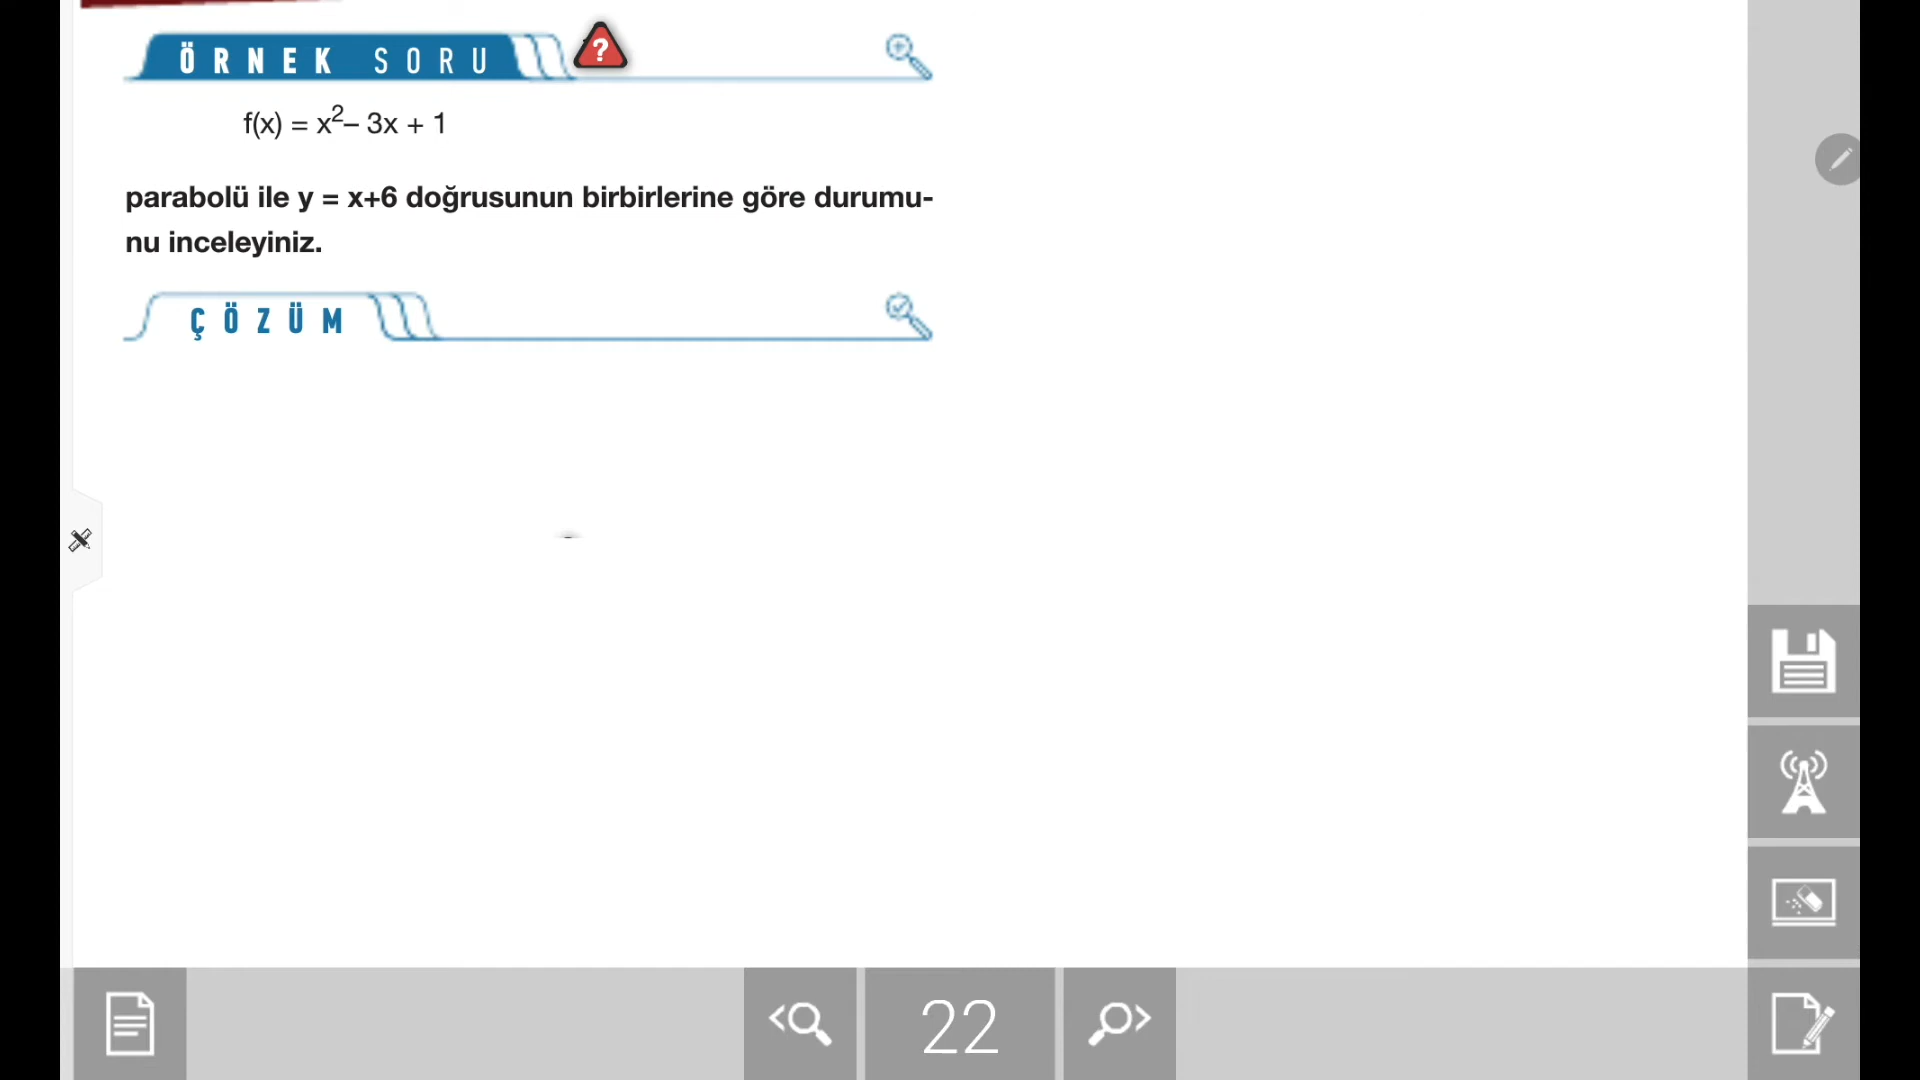 ÖRNEK SORU
?
f(x) = x²– 3x + 1
parabolü ile y = x+6 doğrusunun birbirlerine göre durumu-
nu inceleyiniz.
ÇÖZÜM
22